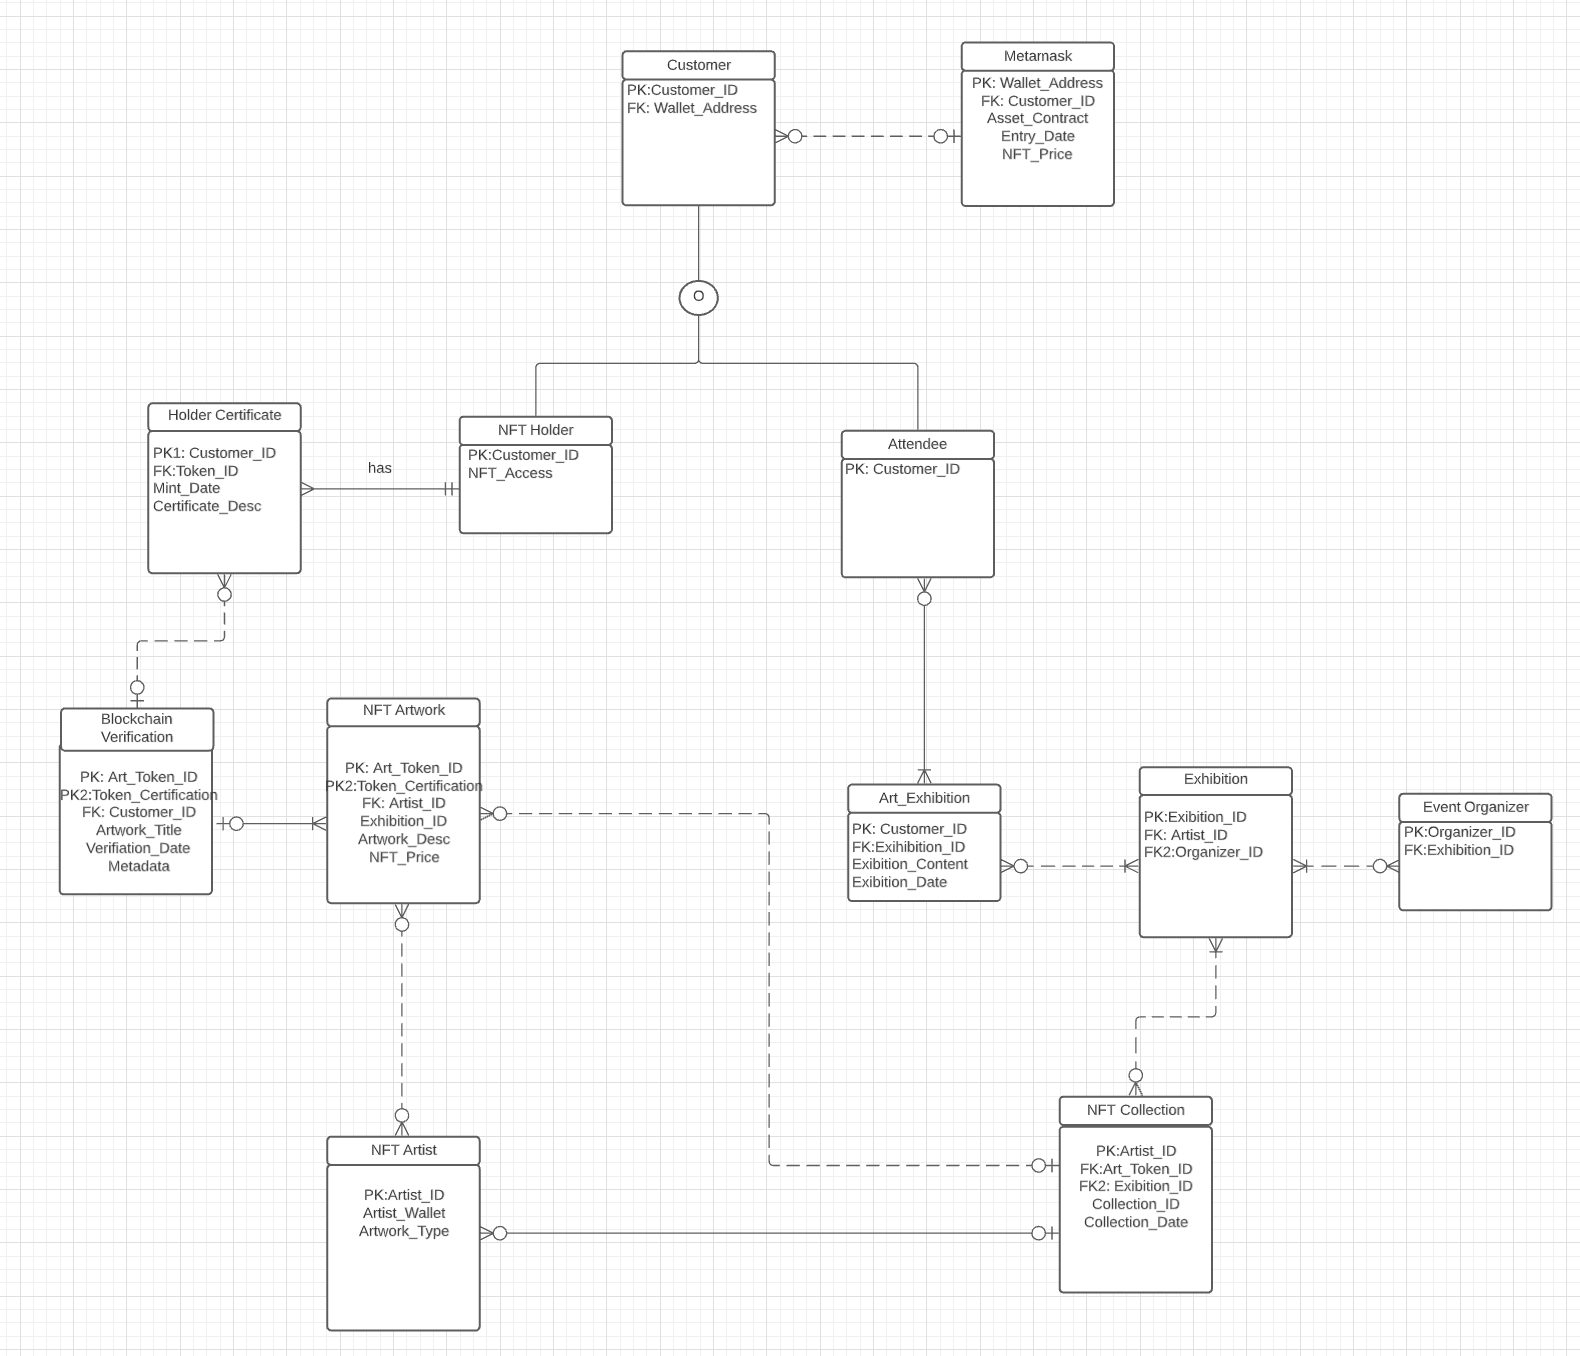 Customer
PK:Customer_ID
FK: Wallet_Address
Metamask
PK: Wallet_Address
FK: Customer_ID
Asset_Contract
Entry_Date
NFT_Price
O
Holder Certificate
PK1: Customer_ID
FK:Token_ID
Mint_Date
Certificate_Desc
has
NFT Holder
PK:Customer_ID
NFT_Access
Attendee
PK: Customer_ID
Blockchain
Verification
PK: Art_Token_ID
PK2:Token_Certification
FK: Customer_ID
Artwork_Title
Verifiation_Date
Metadata
NFT Artwork
PK: Art_Token_ID
PK2:Token_Certification
FK: Artist_ID
Exhibition_ID
Artwork_Desc
NFT_Price
Art_Exhibition
PK: Customer_ID
FK:Exihibition_ID
Exibition_Content
Exibition_Date
Exhibition
PK:Exibition_ID
FK: Artist_ID
FK2:Organizer_ID
Event Organizer
PK:Organizer_ID
FK:Exhibition_ID
NFT Artist
PK:Artist_ID
Artist_Wallet
Artwork_Type
NFT Collection
PK:Artist_ID
FK:Art_Token_ID
FK2: Exibition_ID
Collection_ID
Collection_Date